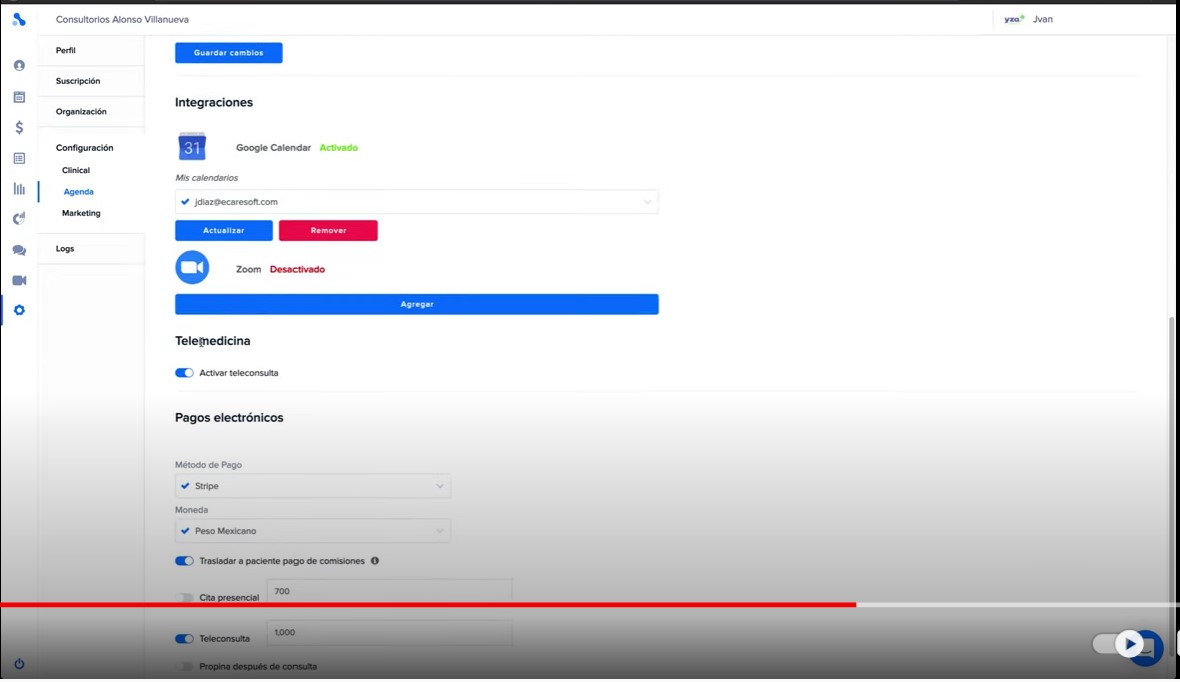 Consultorios Alonso Villanueva
yza
Jvan
Perfil
Suscripción
Organización
Configuración
Clinical
Agenda
Marketing
Logs
Guardar cambios
Integraciones
31
Google Calendar Activado
Mis calendarios
jdiaz@ecaresoft.com
Actualizar
Remover
Zoom Desactivado
Agregar
Telemedicina
Activar teleconsulta
Pagos electrónicos
Método de Pago
Stripe
Moneda
Peso Mexicano
Trasladar a paciente pago de comisiones
Cita presencial 700
Teleconsulta 1,000
Propina después de consulta